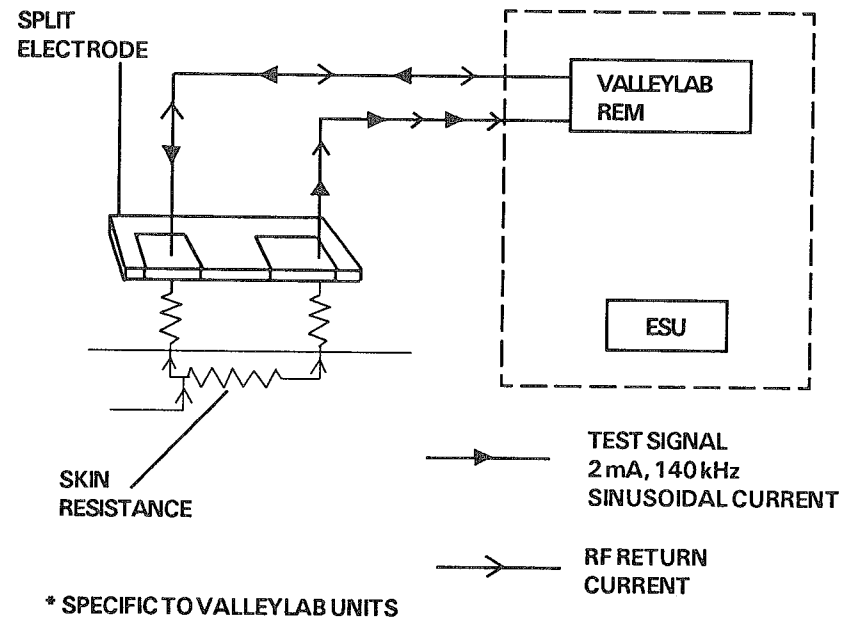 SPLIT
ELECTRODE
VALLEYLAB
REM
ESU
TEST SIGNAL
2 mA, 140 kHz
SINUSOIDAL CURRENT
SKIN
RESISTANCE
RF RETURN
CURRENT
* SPECIFIC TO VALLEYLAB UNITS